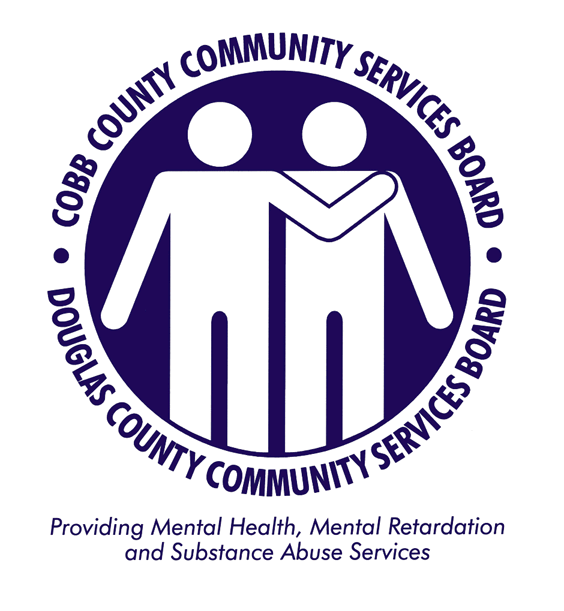 COBB COUNTY COMMUNITY SERVICES BOARD
• DOUGLAS COUNTY COMMUNITY SERVICES BOARD •
Providing Mental Health, Mental Retardation
and Substance Abuse Services